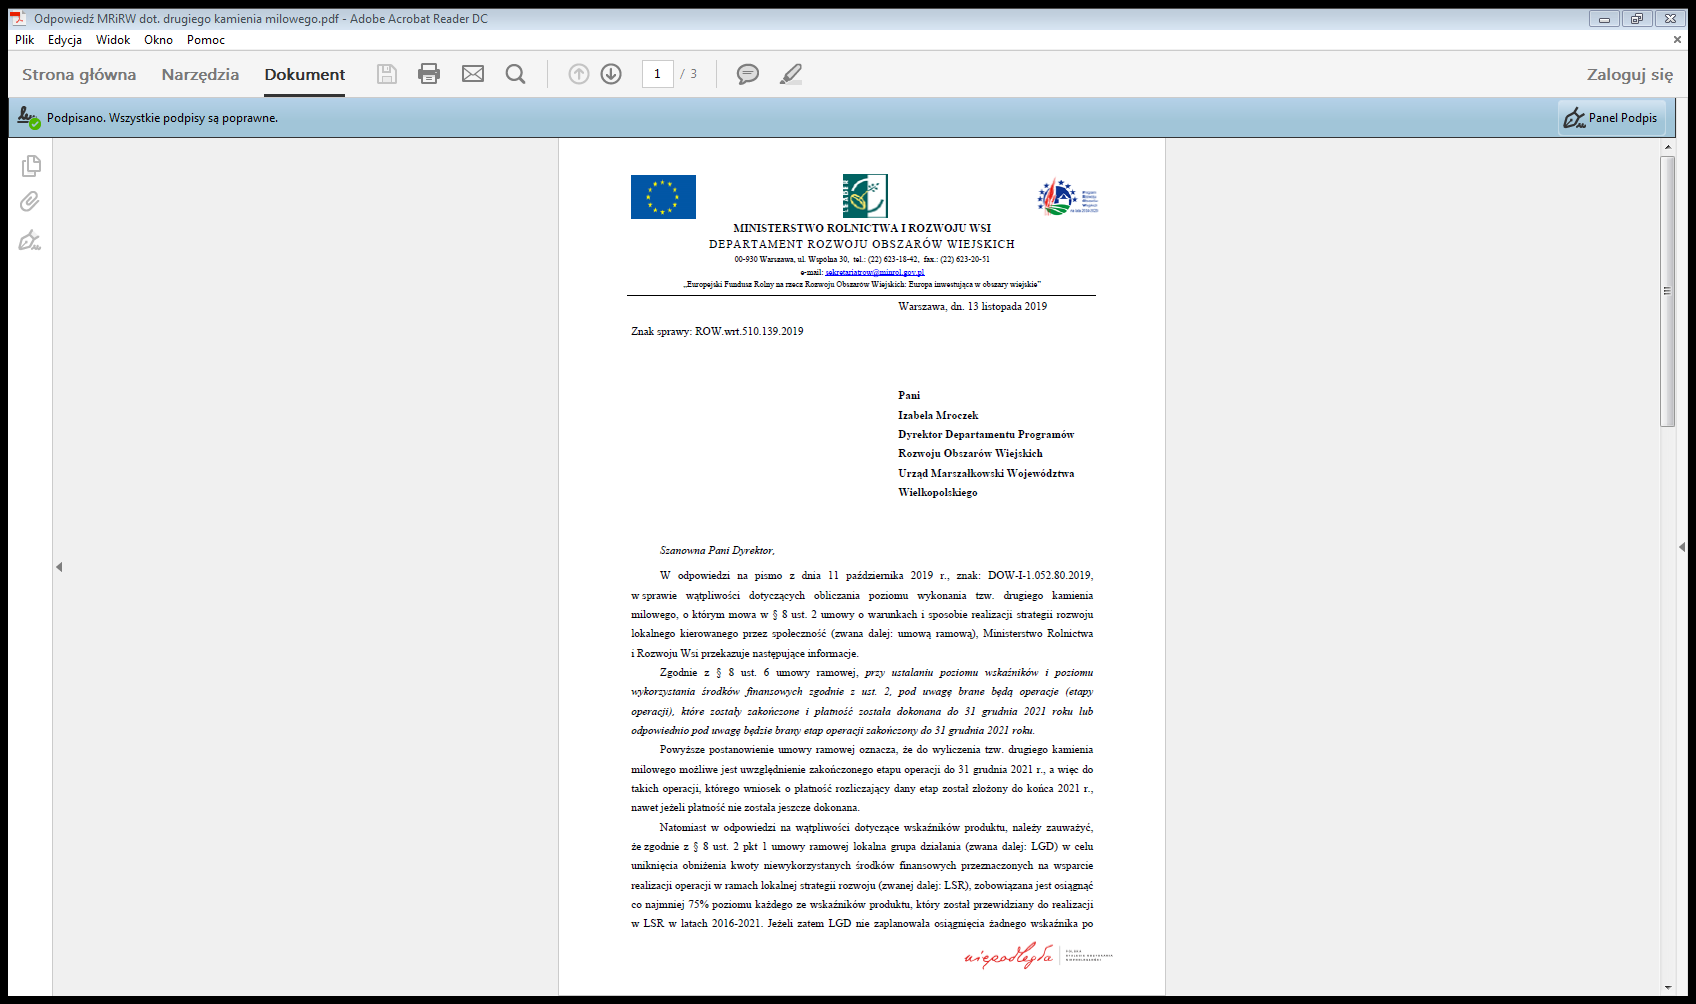 Odpowiedź MRiRW dot. drugiego kamienia milowego.pdf - Adobe Acrobat Reader DC
Plik Edycja Widok Okno Pomoc
Strona główna Narzędzia Dokument 1 / 3 Zaloguj się
Podpisano. Wszystkie podpisy są poprawne. Panel Podpis
LEADER
MINISTERSTWO ROLNICTWA I ROZWOJU WSI
DEPARTAMENT ROZWOJU OBSZARÓW WIEJSKICH
00-930 Warszawa, ul. Wspólna 30, tel.: (22) 623-18-42, fax.: (22) 623-20-51
e-mail: sekretariatrow@minrol.gov.pl
„Europejski Fundusz Rolny na rzecz Rozwoju Obszarów Wiejskich: Europa inwestująca w obszary wiejskie”
Warszawa, dn. 13 listopada 2019
Znak sprawy: ROW.wrt.510.139.2019
Pani
Izabela Mroczek
Dyrektor Departamentu Programów
Rozwoju Obszarów Wiejskich
Urząd Marszałkowski Województwa
Wielkopolskiego
Szanowna Pani Dyrektor,
W odpowiedzi na pismo z dnia 11 października 2019 r., znak: DOW-I-1.052.80.2019,
w sprawie wątpliwości dotyczących obliczania poziomu wykonania tzw. drugiego kamienia
milowego, o którym mowa w § 8 ust. 2 umowy o warunkach i sposobie realizacji strategii rozwoju
lokalnego kierowanego przez społeczność (zwana dalej: umową ramową), Ministerstwo Rolnictwa
i Rozwoju Wsi przekazuje następujące informacje.
Zgodnie z § 8 ust. 6 umowy ramowej, przy ustalaniu poziomu wskaźników i poziomu
wykorzystania środków finansowych zgodnie z ust. 2, pod uwagę brane będą operacje (etapy
operacji), które zostały zakończone i płatność została dokonana do 31 grudnia 2021 roku lub
odpowiednio pod uwagę będzie brany etap operacji zakończony do 31 grudnia 2021 roku.
Powyższe postanowienie umowy ramowej oznacza, że do wyliczenia tzw. drugiego kamienia
milowego możliwe jest uwzględnienie zakończonego etapu operacji do 31 grudnia 2021 r., a więc do
takich operacji, którego wniosek o płatność rozliczający dany etap został złożony do końca 2021 r.,
nawet jeżeli płatność nie została jeszcze dokonana.
Natomiast w odpowiedzi na wątpliwości dotyczące wskaźników produktu, należy zauważyć,
że zgodnie z § 8 ust. 2 pkt 1 umowy ramowej lokalna grupa działania (zwana dalej: LGD) w celu
uniknięcia obniżenia kwoty niewykorzystanych środków finansowych przeznaczonych na wsparcie
realizacji operacji w ramach lokalnej strategii rozwoju (zwanej dalej: LSR), zobowiązana jest osiągnąć
co najmniej 75% poziomu każdego ze wskaźników produktu, który został przewidziany do realizacji
w LSR w latach 2016-2021. Jeżeli zatem LGD nie zaplanowała osiągnięcia żadnego wskaźnika po
niepodległa